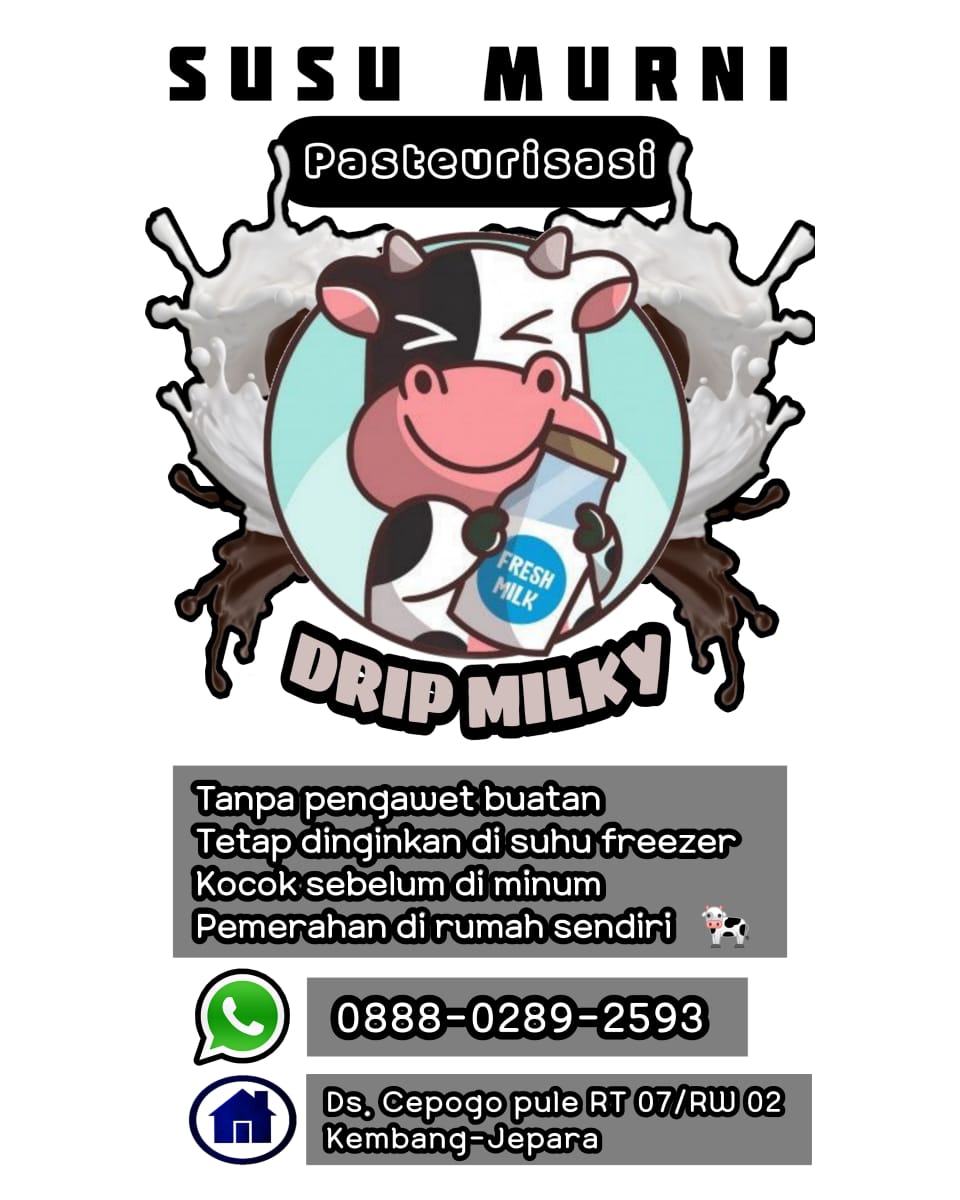 SUSU MURNI
Pasteurisasi
FRESH
MILK
DRIP MILKY
Tanpa pengawet buatan
Tetap dinginkan di suhu freezer
Kocok sebelum di minum
Pemerahan di rumah sendiri
0888-0289-2593
Ds. Cepogo pule RT 07/RW 02
Kembang-Jepara